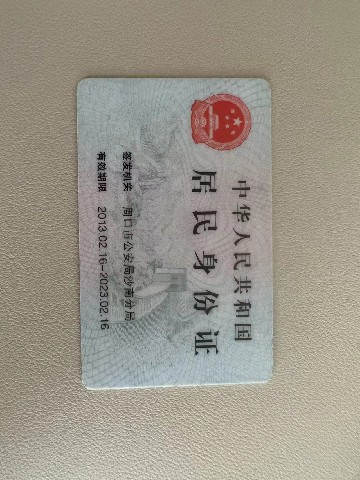 中华人民共和国
居民身份证
签发机关 周口市公安局沙南分局
有效期限 2013.02.16-2023.02.16